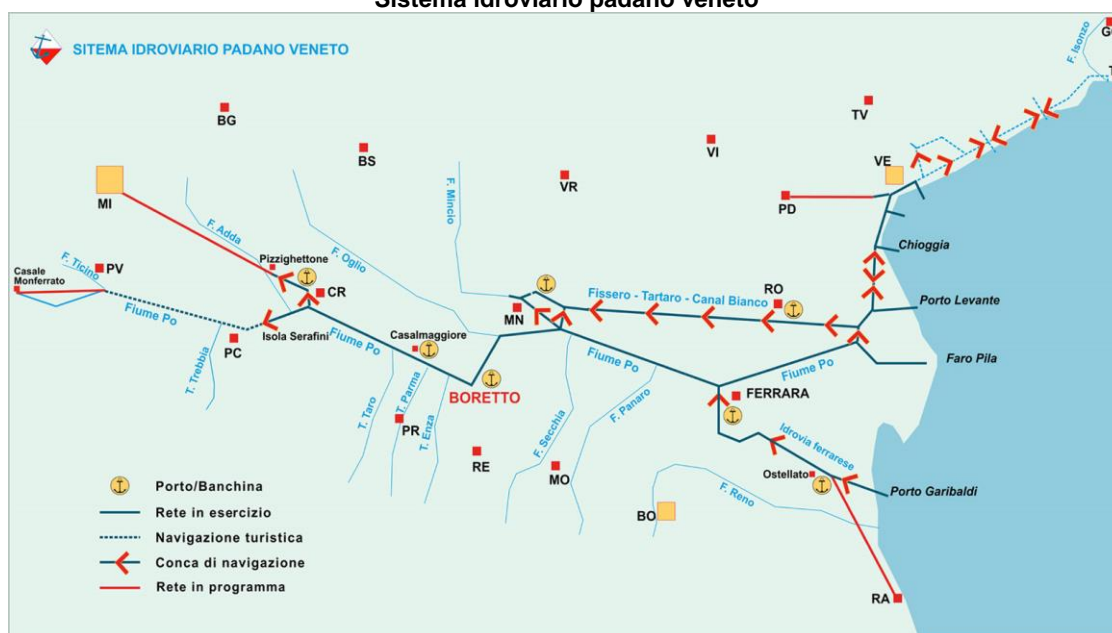 Sistema idroviario padano veneto
SITEMA IDROVIARIO PADANO VENETO
GO
F. Isonzo
T
BG
TV
BS
VI
VE
MI
F. Mincio
VR
PD
F. Adda
Pizzighettone
F. Oglio
Chioggia
Casale
Monferrato
F. Ticino
PV
CR
Fissero - Tartaro - Canal Bianco
RO
Porto Levante
Fiume Po
Isola Serafini
MN
PC
Fiume Po
Casalmaggiore
Fiume Po
Fiume Po
Faro Pila
T. Trebbia
BORETTO
FERRARA
T. Taro
T. Parma
T. Enza
PR
F. Secchia
F. Panaro
Idrovia ferrarese
RE
MO
Ostellato
F. Reno
Porto Garibaldi
BO
RA
Porto/Banchina
Rete in esercizio
Navigazione turistica
Conca di navigazione
Rete in programma